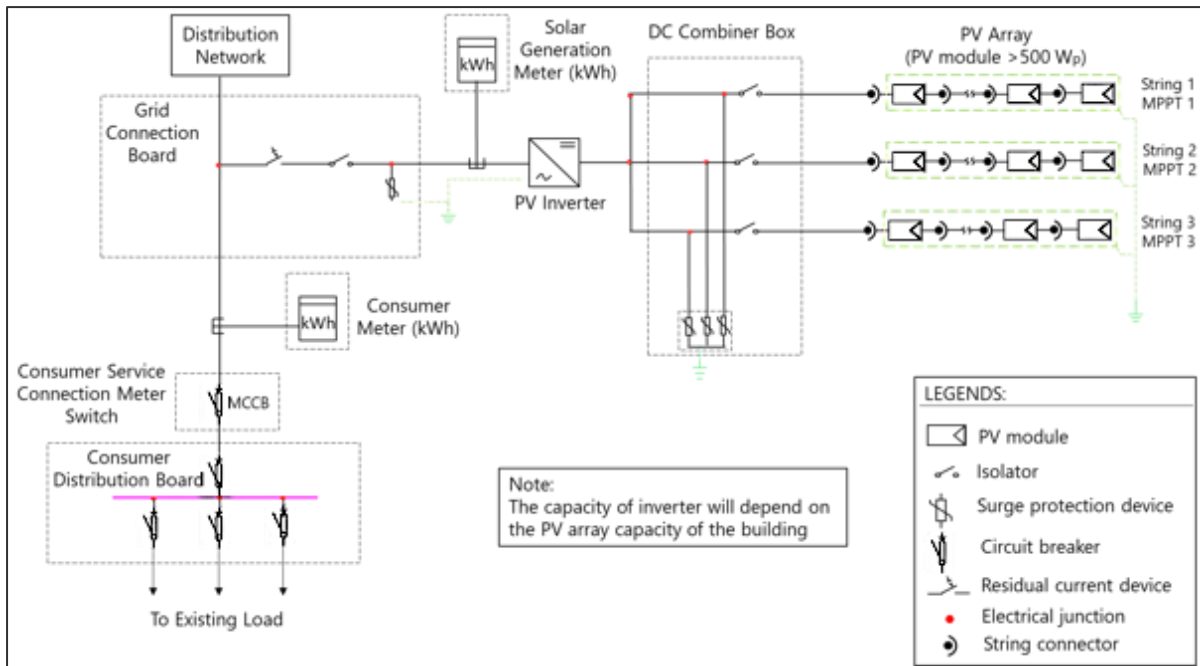 Distribution
Network
Solar
Generation
Meter (kWh)
kWh
DC Combiner Box
PV Array
(PV module >500 Wp)
String 1
MPPT 1
String 2
MPPT 2
String 3
MPPT 3
Grid
Connection
Board
PV Inverter
kWh
Consumer
Meter (kWh)
Consumer Service
Connection Meter
Switch
MCCB
Consumer
Distribution Board
To Existing Load
Note:
The capacity of inverter will depend on
the PV array capacity of the building
LEGENDS:
PV module
Isolator
Surge protection device
Circuit breaker
Residual current device
Electrical junction
String connector